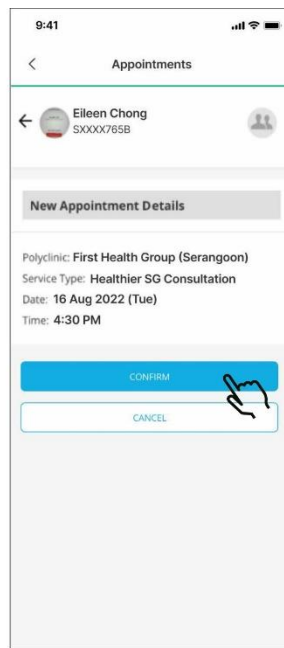 9:41
Appointments
Eileen Chong
SXXXX765B
New Appointment Details
Polyclinic: First Health Group (Serangoon)
Service Type: Healthier SG Consultation
Date: 16 Aug 2022 (Tue)
Time: 4:30 PM
CONFIRM
CANCEL